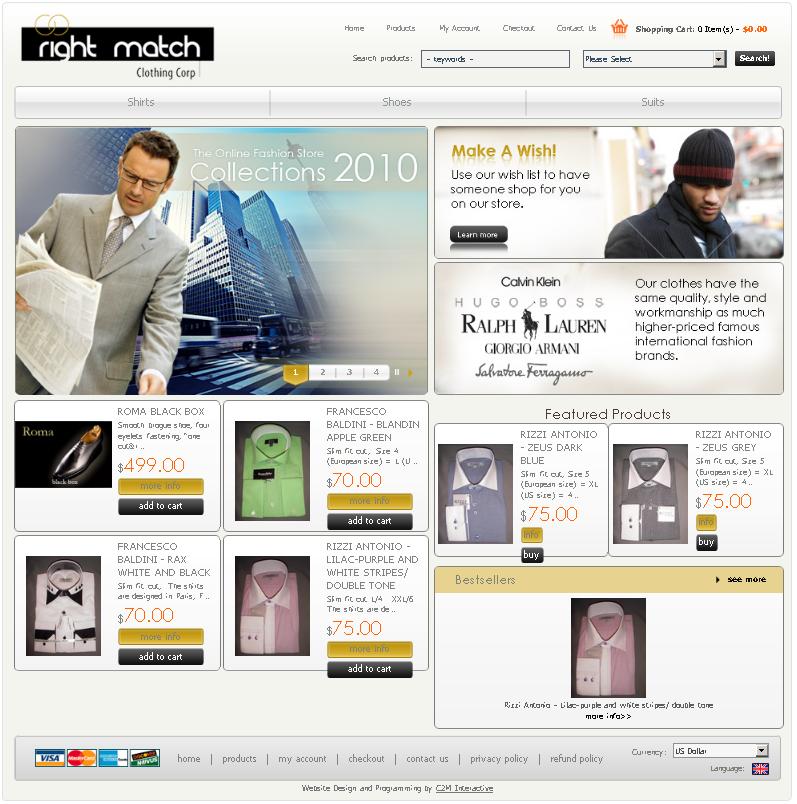 right match
Clothing Corp
Home Products My Account Checkout Contact Us Shopping Cart: 0 Item(s) - $0.00
Search products: - keywords - Please Select Search!
Shirts Shoes Suits
The Online Fashion Store
Collections 2010
1 2 3 4
Make A Wish!
Use our wish list to have
someone shop for you
on our store.
Learn more
Calvin Klein
HUGO BOSS
RALPH LAUREN
GIORGIO ARMANI
Salvatore Ferragamo
Our clothes have the
same quality, style and
workmanship as much
higher-priced famous
international fashion
brands.
Roma
black box
ROMA BLACK BOX
Smooth brogue shoe, four
eyelets fastening, "one
cut&r...
$499.00
more info
add to cart
FRANCESCO
BALDINI - BLANDIN
APPLE GREEN
Slim fit cut, Size 4
(European size) = L (U ...
$70.00
more info
add to cart
FRANCESCO
BALDINI - RAX
WHITE AND BLACK
Slim fit cut, The shirts
are designed in Paris, F...
$70.00
more info
add to cart
RIZZI ANTONIO -
LILAC-PURPLE AND
WHITE STRIPES/
DOUBLE TONE
Slim fit cut L/4 XXL/6
The shirts are de...
$75.00
more info
add to cart
Featured Products
RIZZI ANTONIO
- ZEUS DARK
BLUE
Slim fit cut, Size 5
(European size) = XL
(US size) = 4...
$75.00
info
buy
RIZZI ANTONIO
- ZEUS GREY
Slim fit cut, Size 5
(European size) = XL
(US size) = 4...
$75.00
info
buy
Bestsellers see more
Rizzi Antonio - Lilac-purple and white stripes/ double tone
more info>>
VISA MasterCard
home | products | my account | checkout | contact us | privacy policy | refund policy
Currency: US Dollar
Language:
Website Design and Programming by C2M Interactive